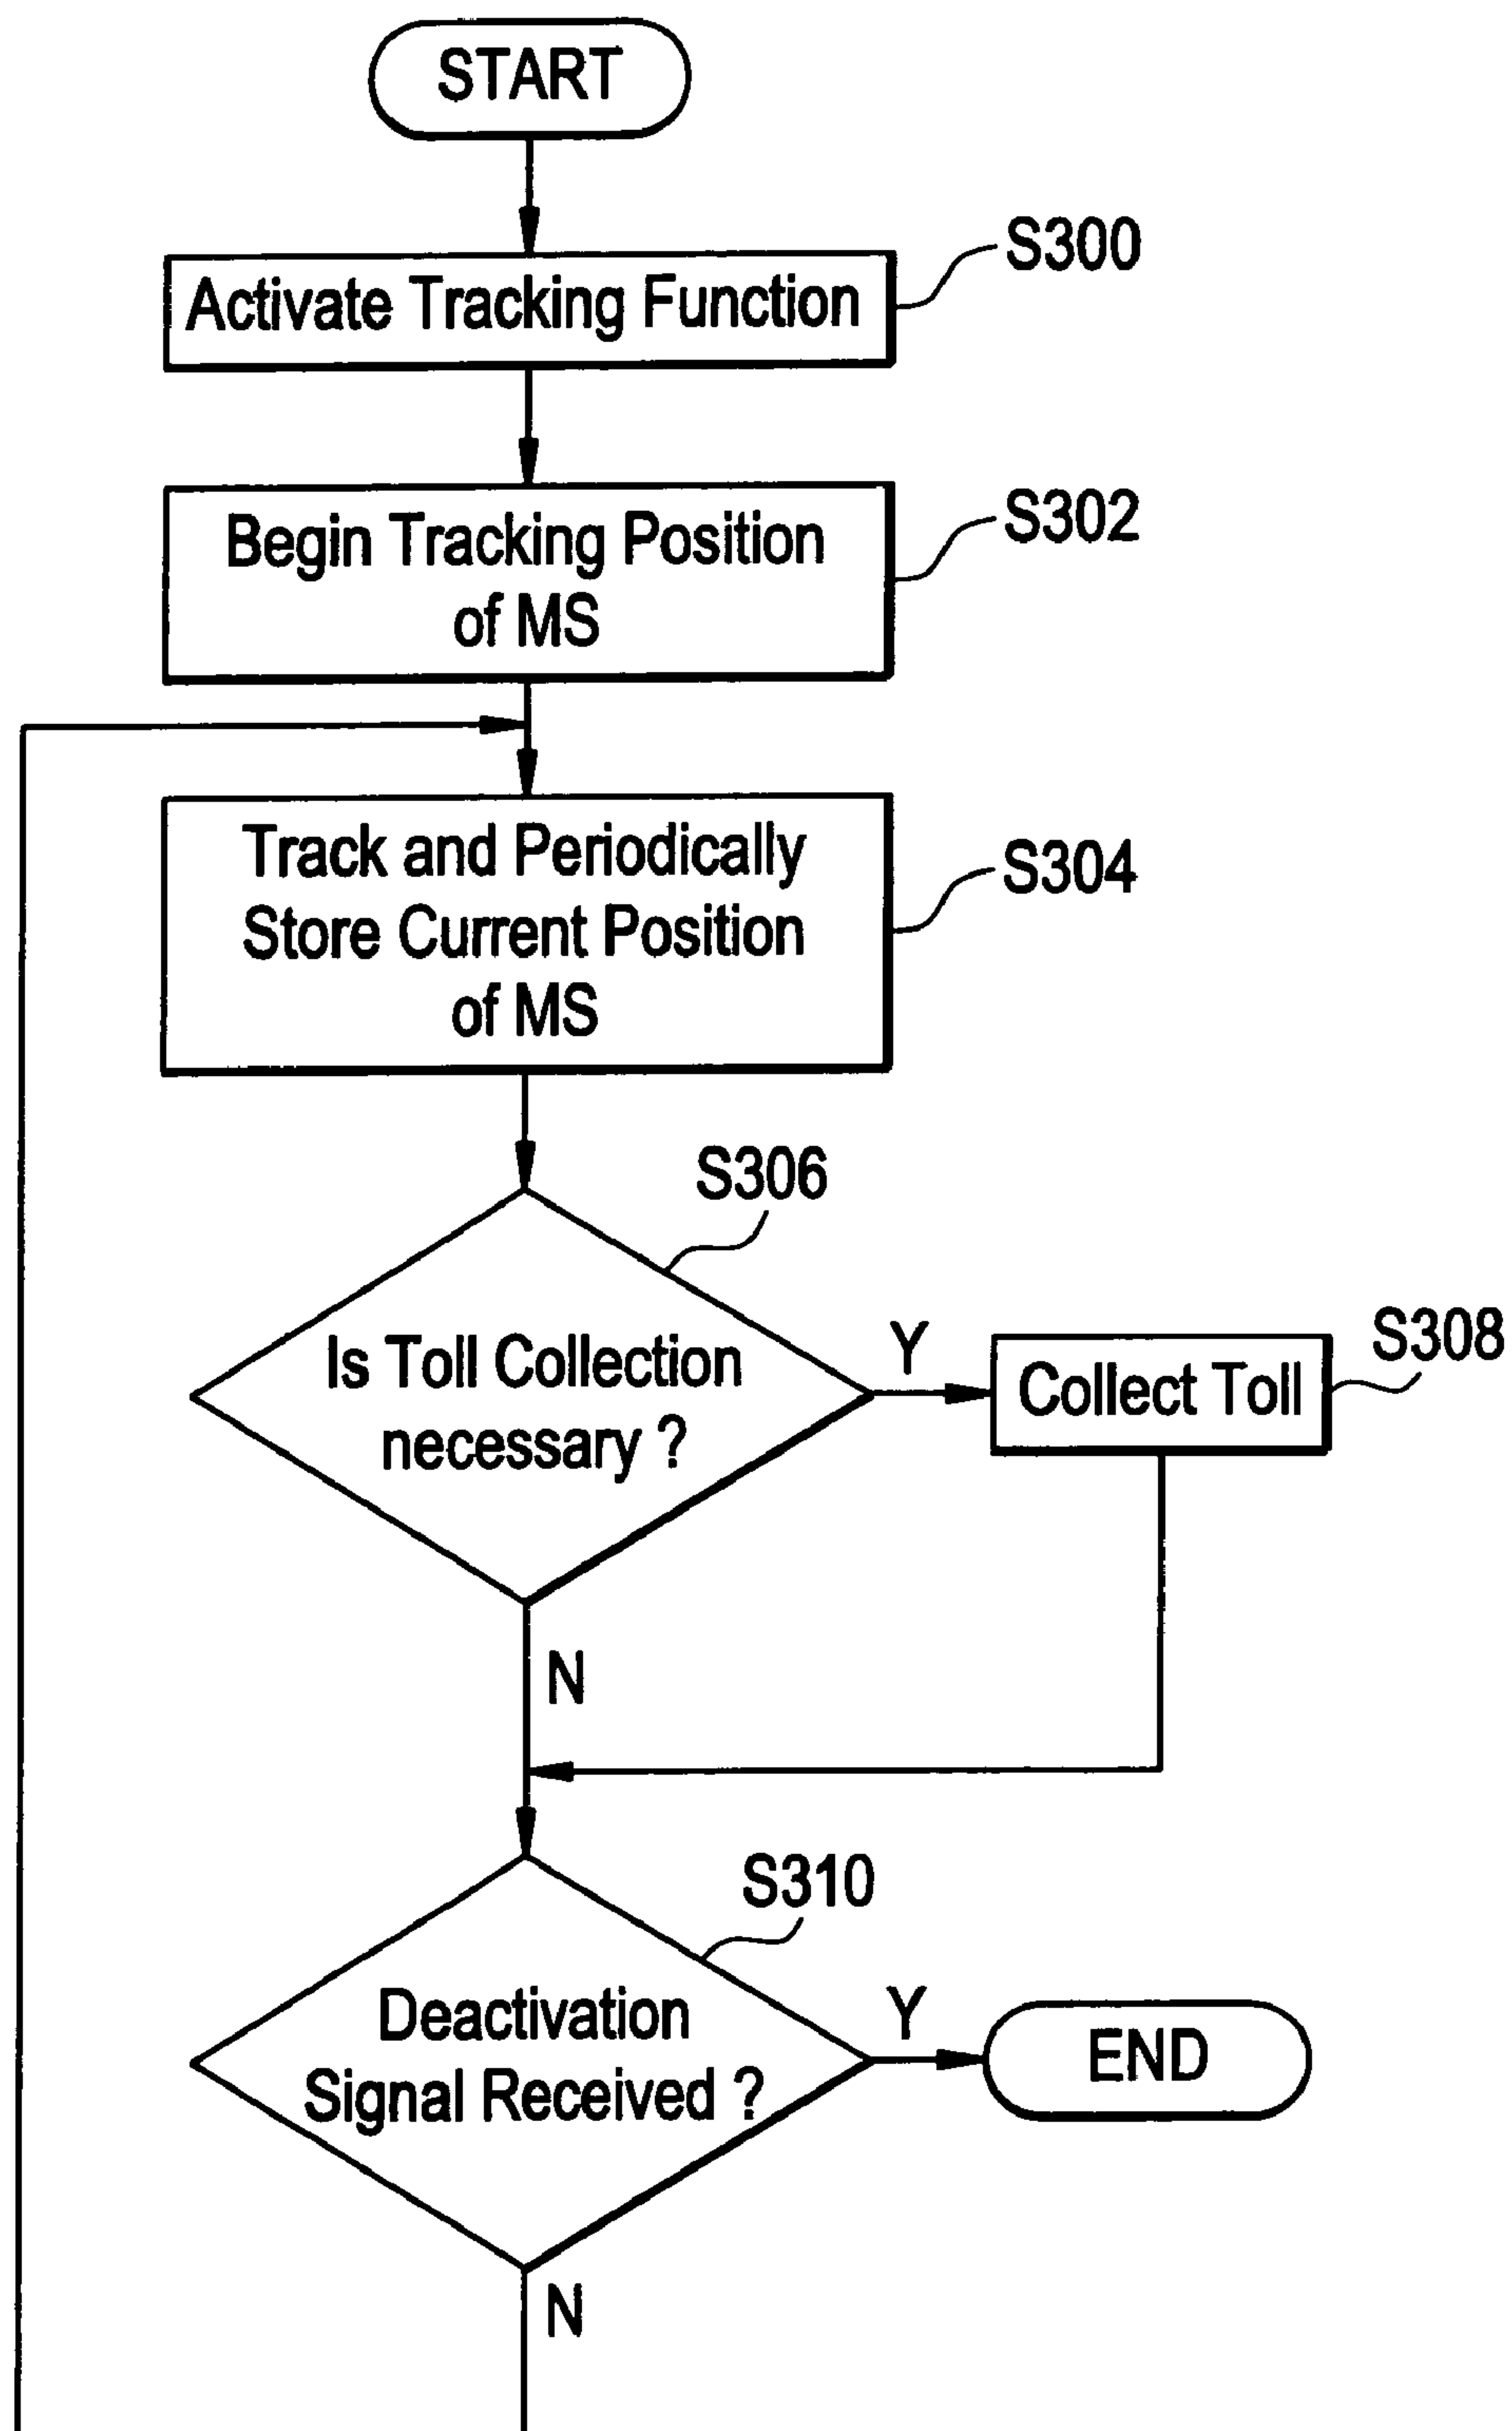 START
S300
Activate Tracking Function
S302
Begin Tracking Position
of MS
S304
Track and Periodically
Store Current Position
of MS
S306
Is Toll Collection
necessary ?
Y
S308
Collect Toll
N
S310
Deactivation
Signal Received ?
Y
END
N